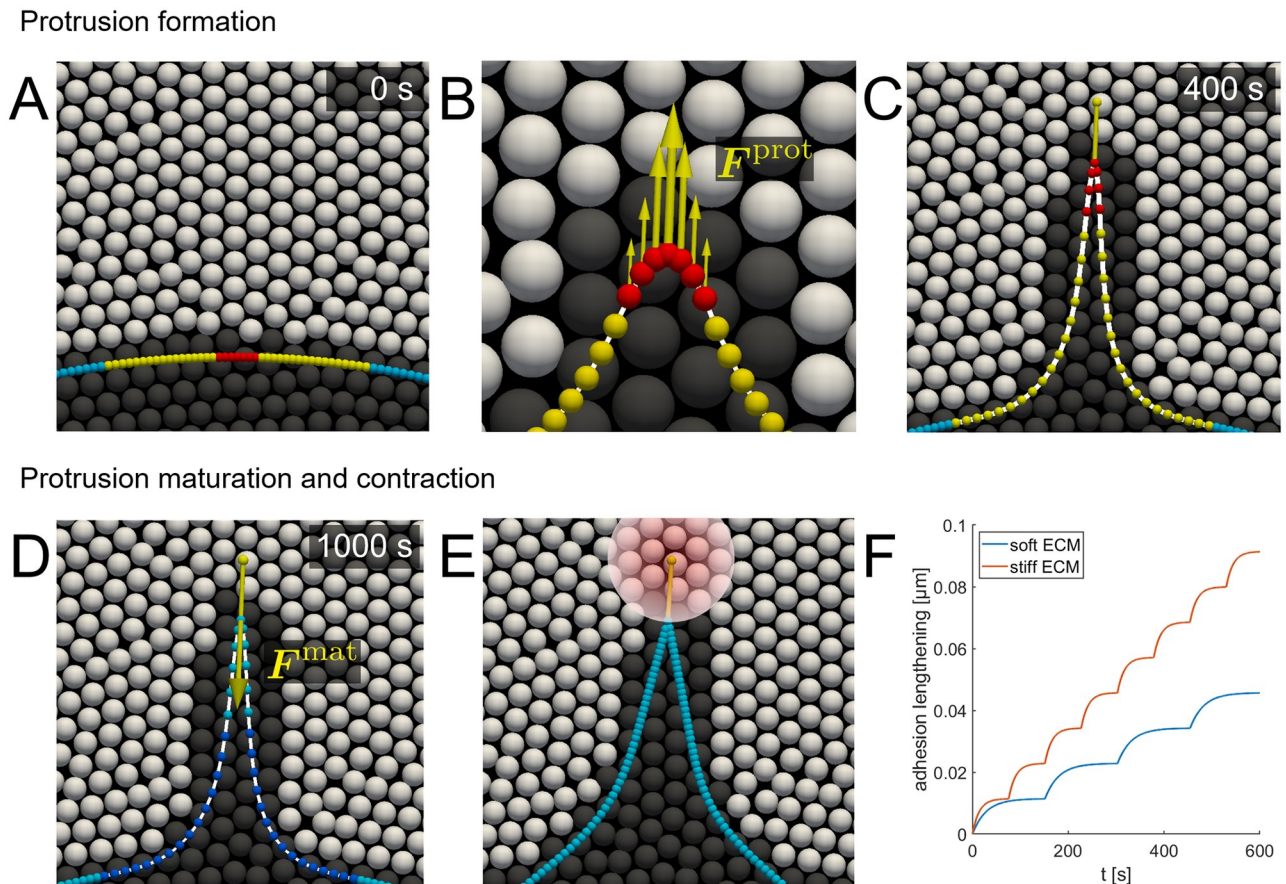 Protrusion formation
A
0 s
B
F^prot
C
400 s
Protrusion maturation and contraction
D
1000 s
F^mat
E
F
0.1
0.08
0.06
0.04
0.02
0
adhesion lengthening [µm]
soft ECM
stiff ECM
0 200 400 600
t [s]